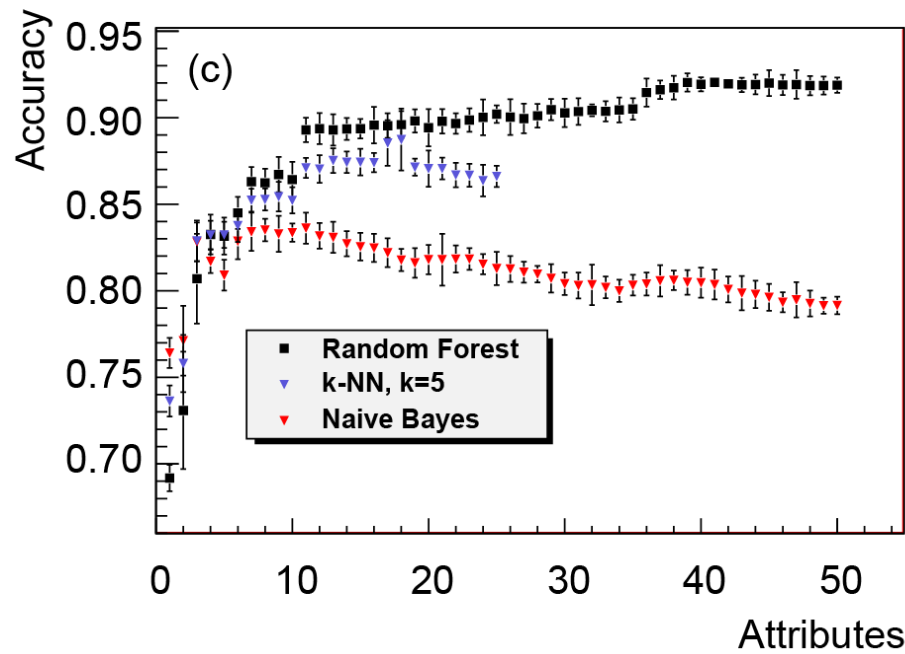 Accuracy
(c)
0.95
0.90
0.85
0.80
0.75
0.70
Random Forest
k-NN, k=5
Naive Bayes
0 10 20 30 40 50
Attributes